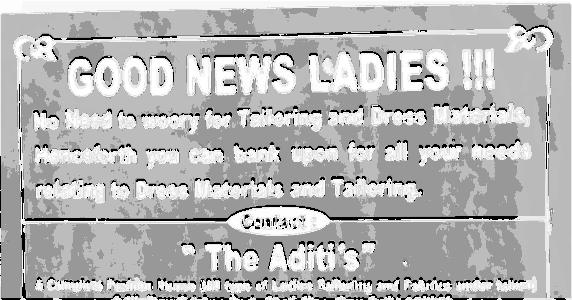 GOOD NEWS LADIES !!!
No Need to worry for Tailoring and Dress Materials,
Henceforth you can bank upon for all your needs
relating to Dress Materials and Tailoring.
Contact :
" The Aditi's "
A Complete Fashion House (All type of Ladies Tailoring and Fabrics under taken)